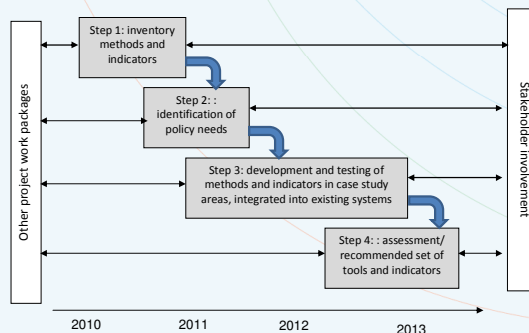 Other project work packages
Step 1: inventory
methods and
indicators
Step 2: :
identification of
policy needs
Step 3: development and testing of
methods and indicators in case study
areas, integrated into existing systems
Step 4: : assessment/
recommended set of
tools and indicators
Stakeholder
involvement
2010
2011
2012
2013